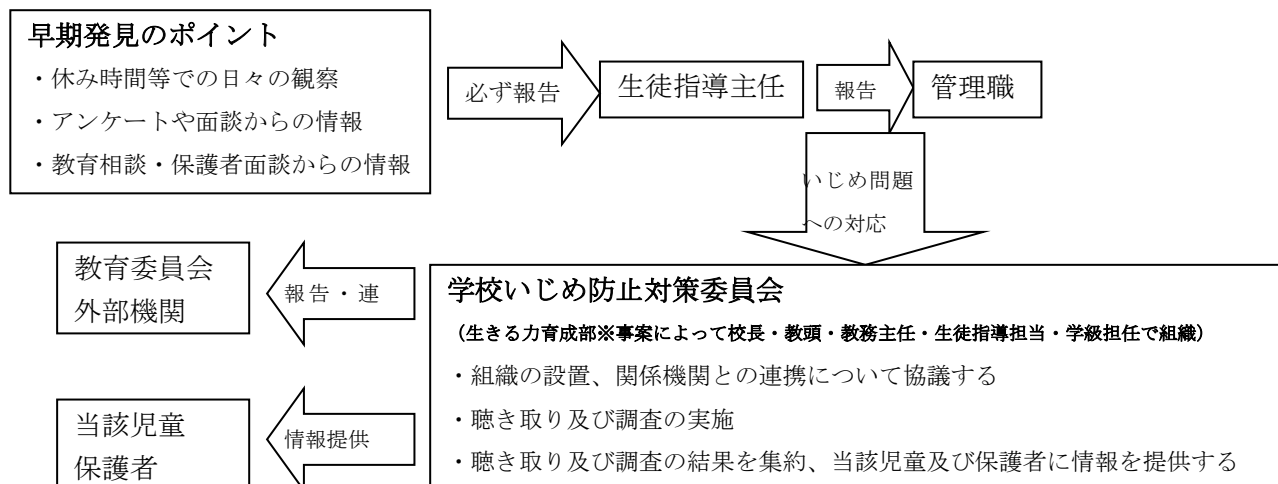 早期発見のポイント
・休み時間等での日々の観察
・アンケートや面談からの情報
・教育相談・保護者面談からの情報
必ず報告
生徒指導主任
報告
管理職
いじめ問題
への対応
教育委員会
外部機関
報告・連
学校いじめ防止対策委員会
（生きる力育成部※事案によって校長・教頭・教務主任・生徒指導担当・学級担任で組織）
・組織の設置、関係機関との連携について協議する
・聴き取り及び調査の実施
・聴き取り及び調査の結果を集約、当該児童及び保護者に情報を提供する
当該児童
保護者
情報提供